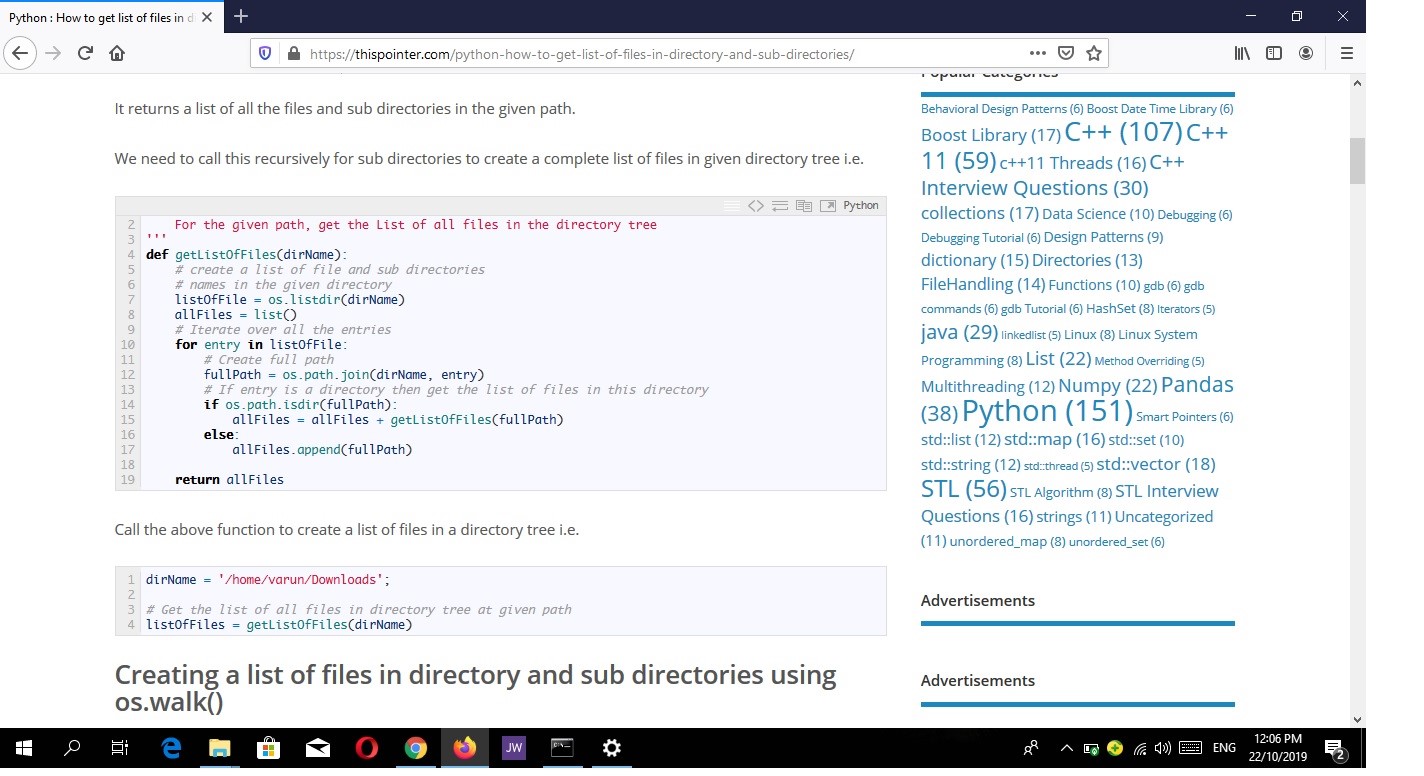 Python : How to get list of files in d
https://thispointer.com/python-how-to-get-list-of-files-in-directory-and-sub-directories/
It returns a list of all the files and sub directories in the given path.
We need to call this recursively for sub directories to create a complete list of files in given directory tree i.e.
Python
2     For the given path, get the List of all files in the directory tree
3 '''
4 def getListOfFiles(dirName):
5     # create a list of file and sub directories
6     # names in the given directory
7     listOfFile = os.listdir(dirName)
8     allFiles = list()
9     # Iterate over all the entries
10     for entry in listOfFile:
11         # Create full path
12         fullPath = os.path.join(dirName, entry)
13         # If entry is a directory then get the list of files in this directory
14         if os.path.isdir(fullPath):
15             allFiles = allFiles + getListOfFiles(fullPath)
16         else:
17             allFiles.append(fullPath)
18
19     return allFiles
Call the above function to create a list of files in a directory tree i.e.
1 dirName = '/home/varun/Downloads';
2
3 # Get the list of all files in directory tree at given path
4 listOfFiles = getListOfFiles(dirName)
Creating a list of files in directory and sub directories using
os.walk()
Popular Categories
Behavioral Design Patterns (6) Boost Date Time Library (6)
Boost Library (17) C++ (107) C++
11 (59) c++11 Threads (16) C++
Interview Questions (30)
collections (17) Data Science (10) Debugging (6)
Debugging Tutorial (6) Design Patterns (9)
dictionary (15) Directories (13)
FileHandling (14) Functions (10) gdb (6) gdb
commands (6) gdb Tutorial (6) HashSet (8) Iterators (5)
java (29) linkedlist (5) Linux (8) Linux System
Programming (8) List (22) Method Overriding (5)
Multithreading (12) Numpy (22) Pandas
(38) Python (151) Smart Pointers (6)
std::list (12) std::map (16) std::set (10)
std::string (12) std::thread (5) std::vector (18)
STL (56) STL Algorithm (8) STL Interview
Questions (16) strings (11) Uncategorized
(11) unordered_map (8) unordered_set (6)
Advertisements
Advertisements
JW
ENG
12:06 PM
22/10/2019
2